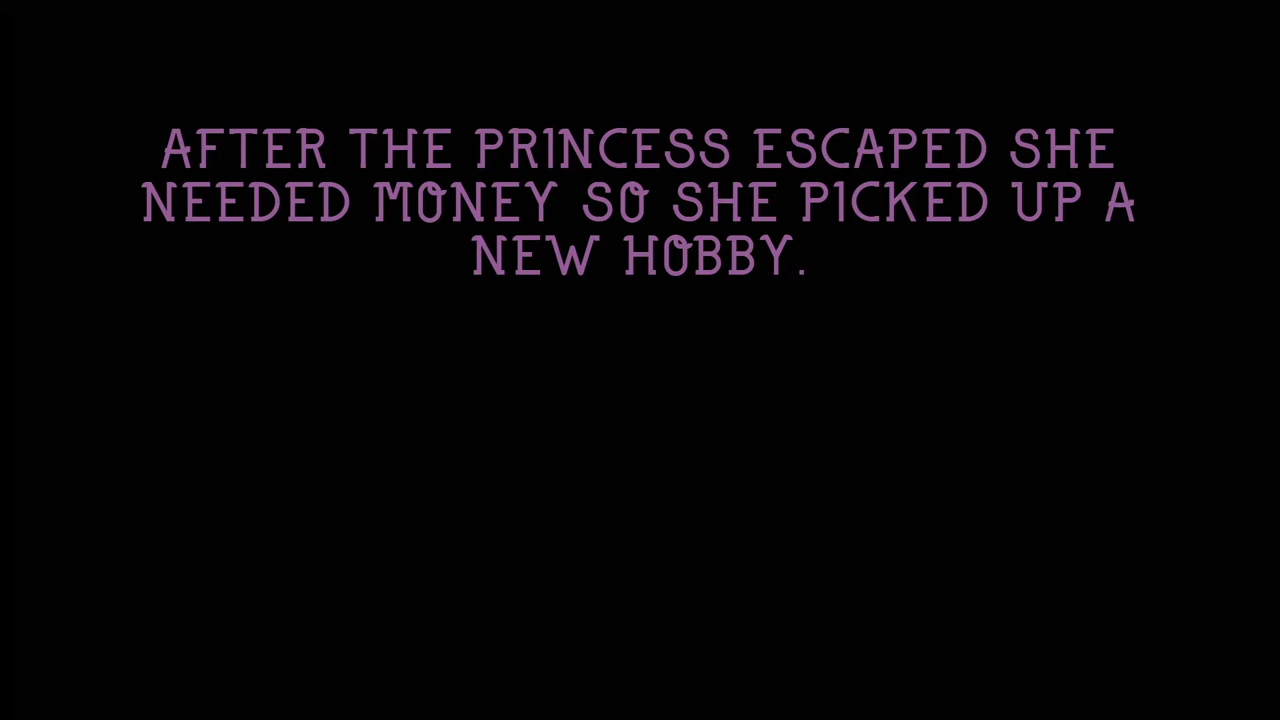 AFTER THE PRINCESS ESCAPED SHE
NEEDED MONEY SO SHE PICKED UP A
NEW HOBBY.